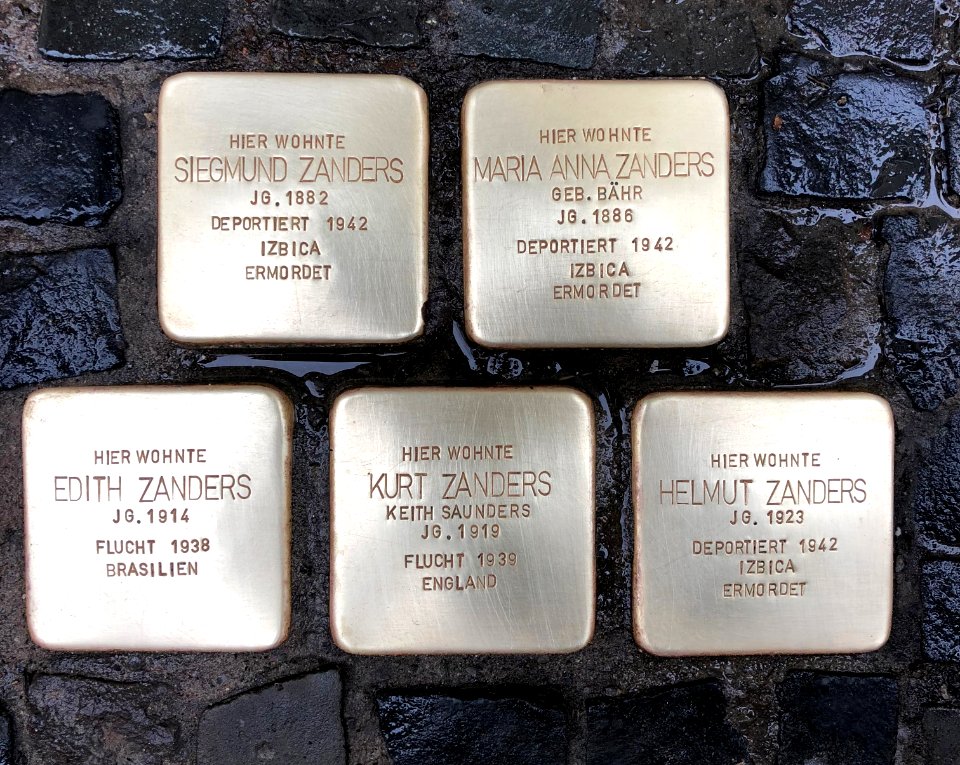 HIER WOHNTE
SIEGMUND ZANDERS
JG. 1882
DEPORTIERT 1942
IZBICA
ERMORDET
HIER WOHNTE
MARIA ANNA ZANDERS
GEB. BÄHR
JG. 1886
DEPORTIERT 1942
IZBICA
ERMORDET
HIER WOHNTE
EDITH ZANDERS
JG. 1914
FLUCHT 1938
BRASILIEN
HIER WOHNTE
KURT ZANDERS
KEITH SAUNDERS
JG. 1919
FLUCHT 1939
ENGLAND
HIER WOHNTE
HELMUT ZANDERS
JG. 1923
DEPORTIERT 1942
IZBICA
ERMORDET